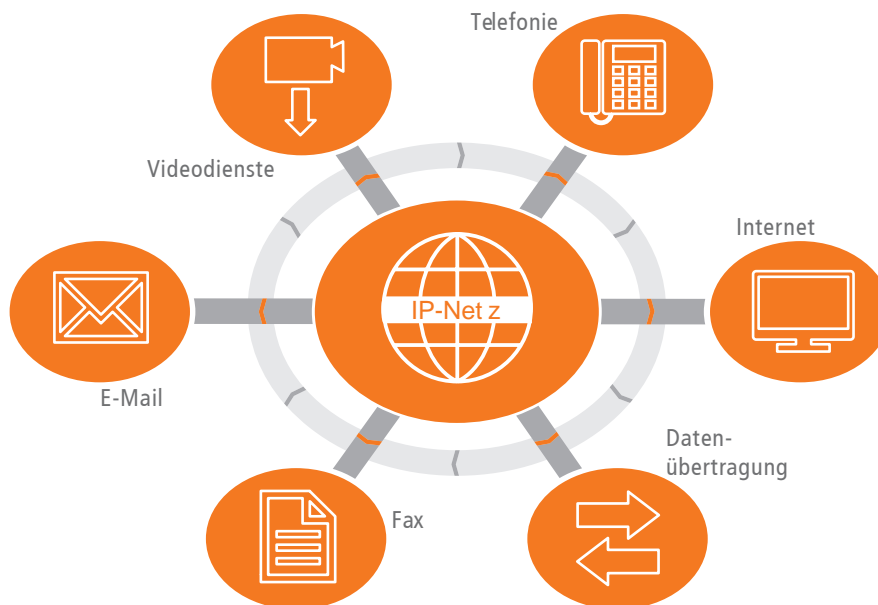 Telefonie
Videodienste
Internet
IP-Net z
E-Mail
Daten-
übertragung
Fax